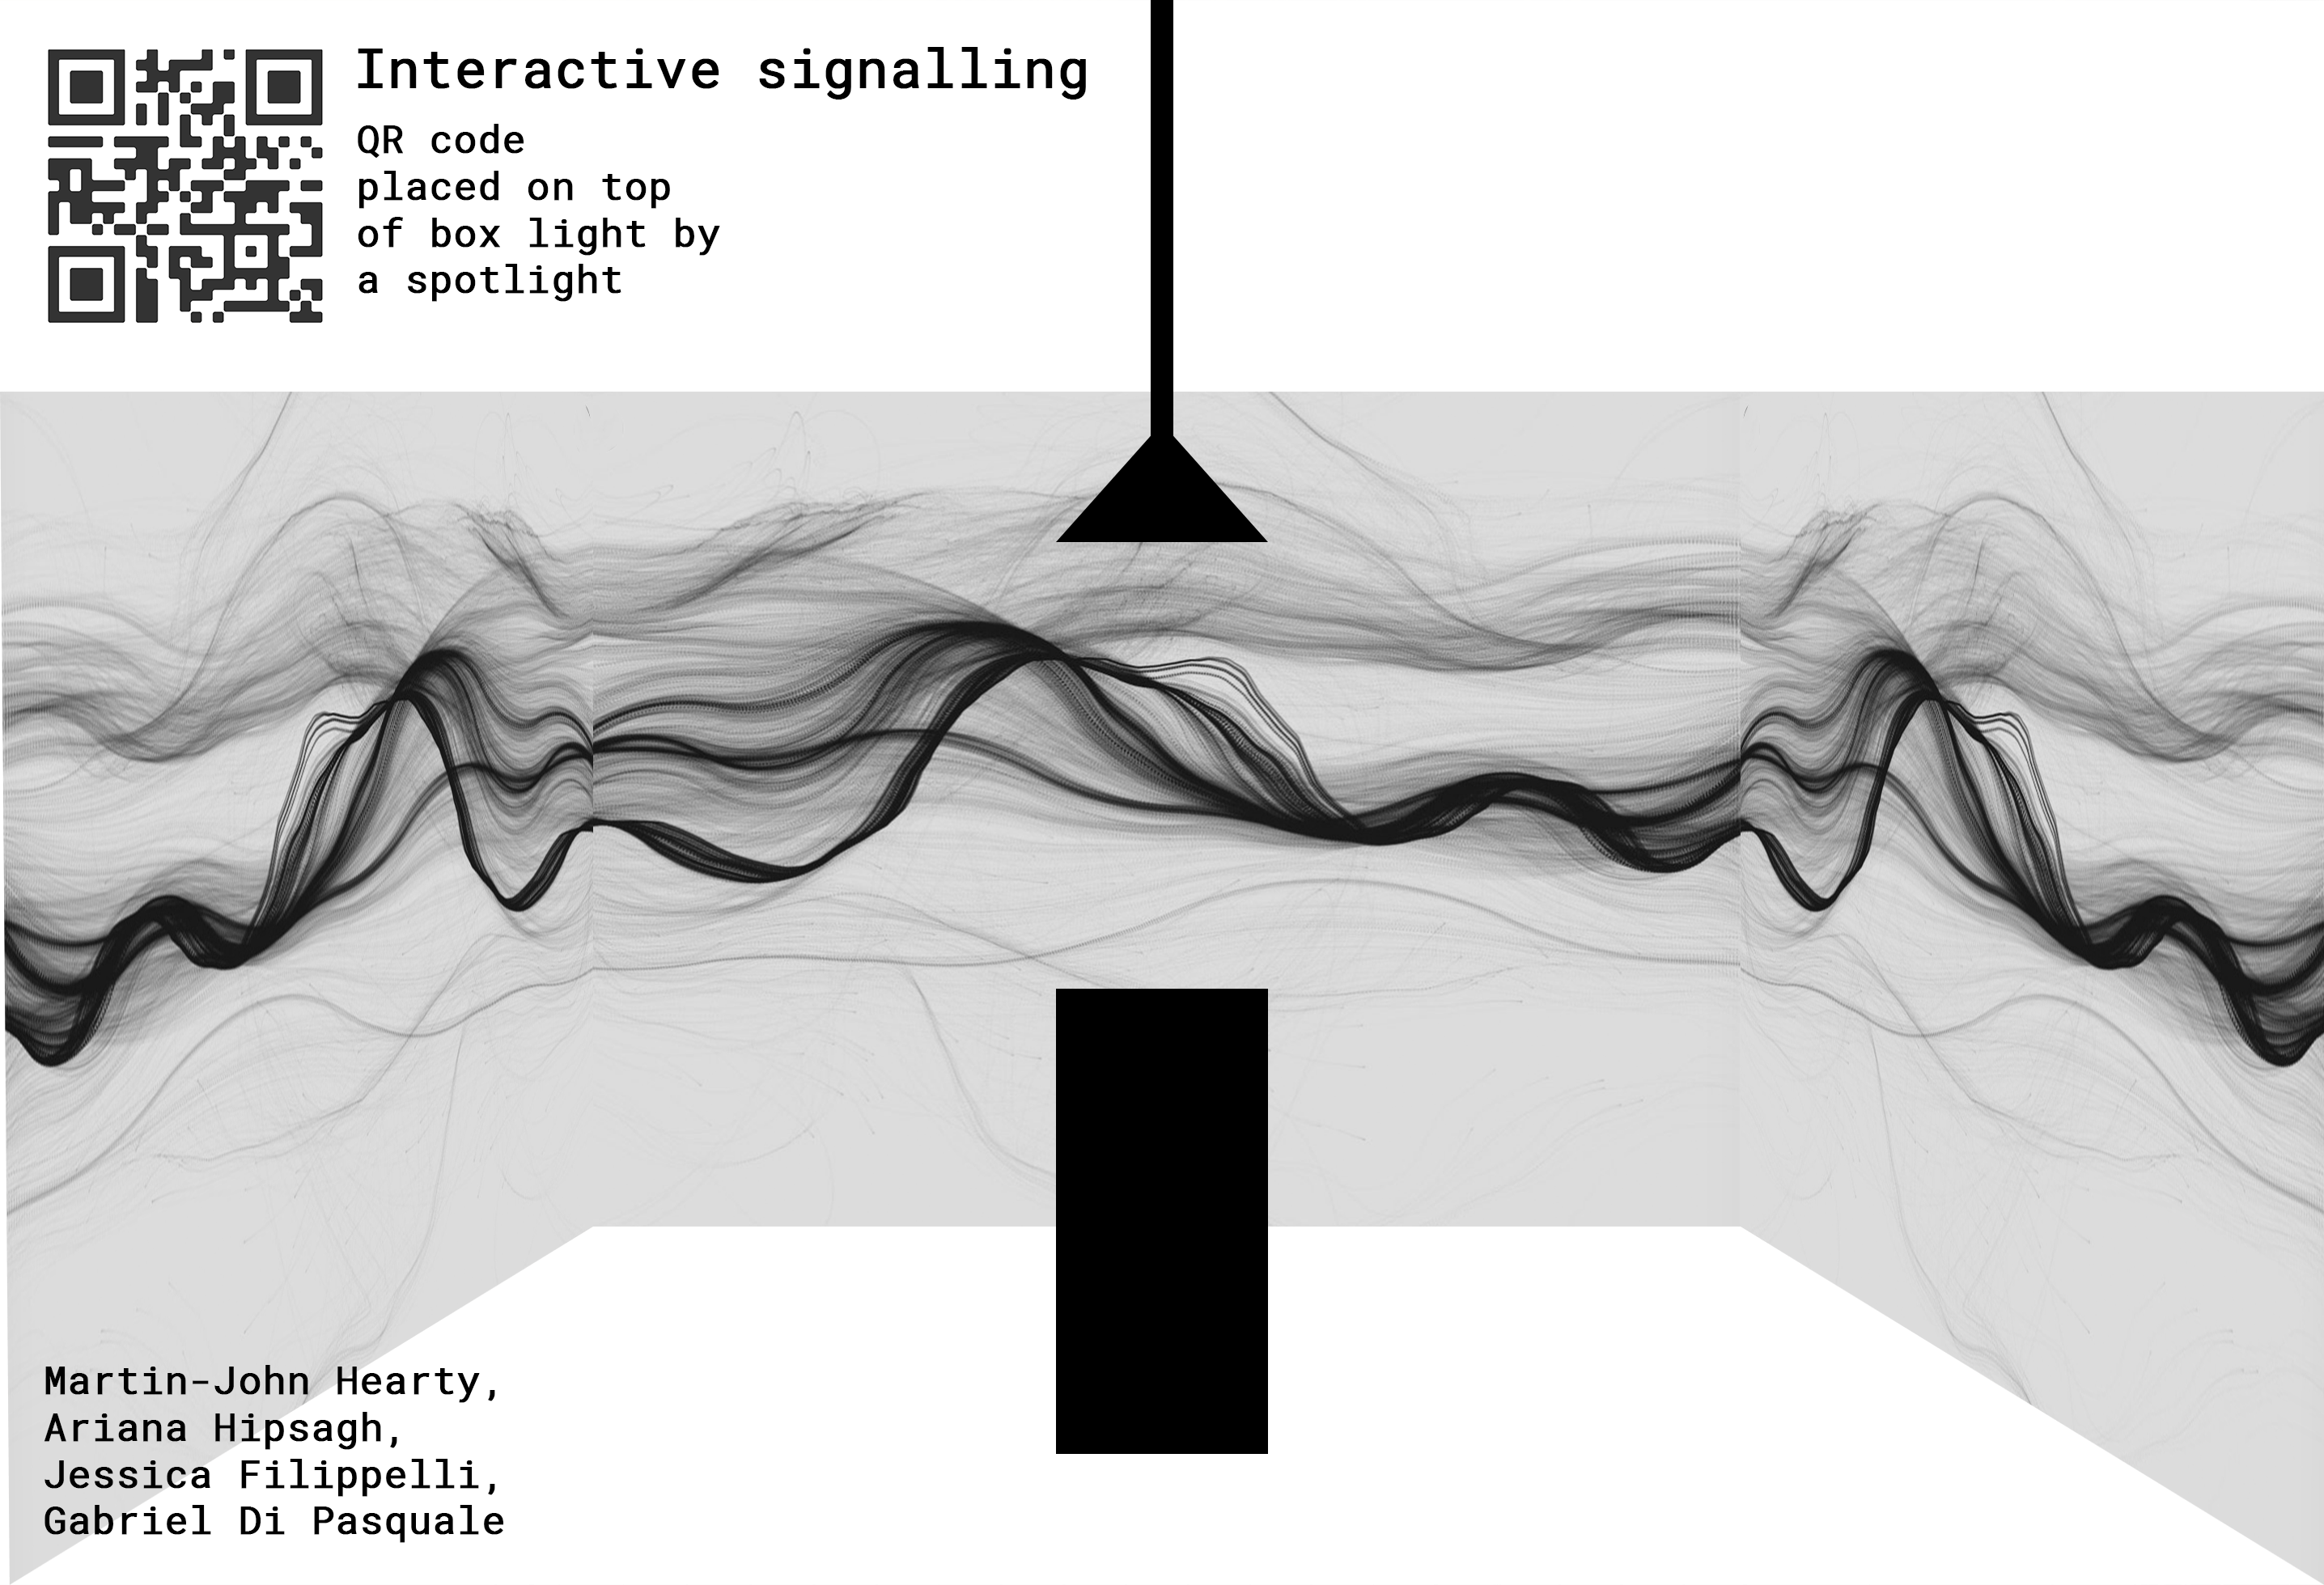 Interactive signalling
QR code
placed on top
of box light by
a spotlight
Martin-John Hearty,
Ariana Hipsagh,
Jessica Filippelli,
Gabriel Di Pasquale